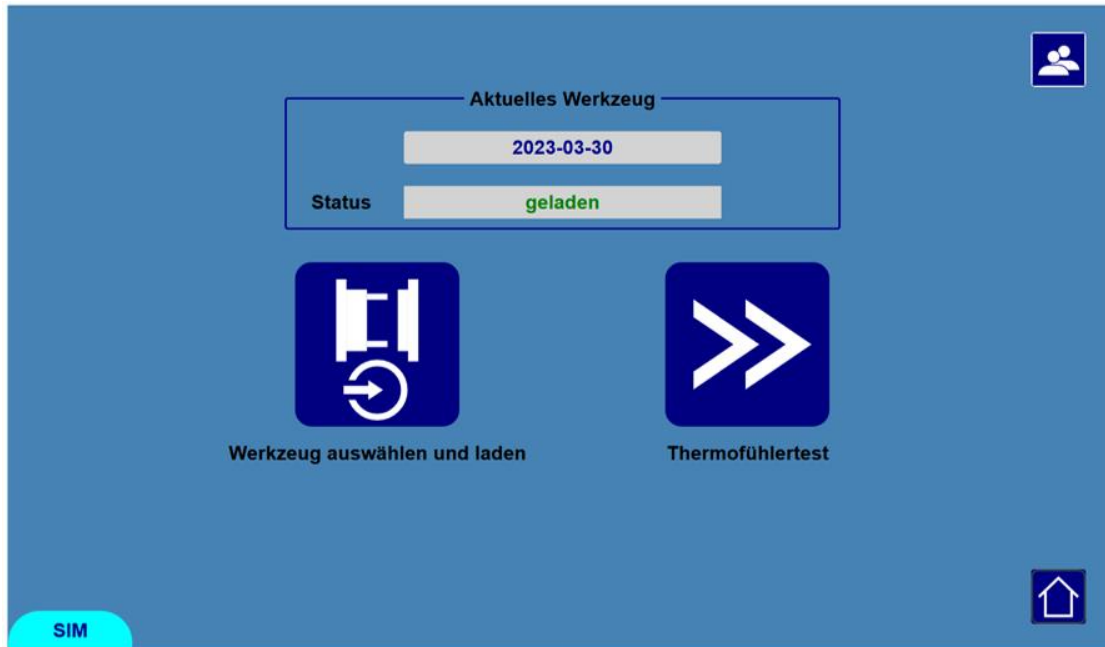 Aktuelles Werkzeug
2023-03-30
Status geladen
Werkzeug auswählen und laden
Thermofühlertest
SIM